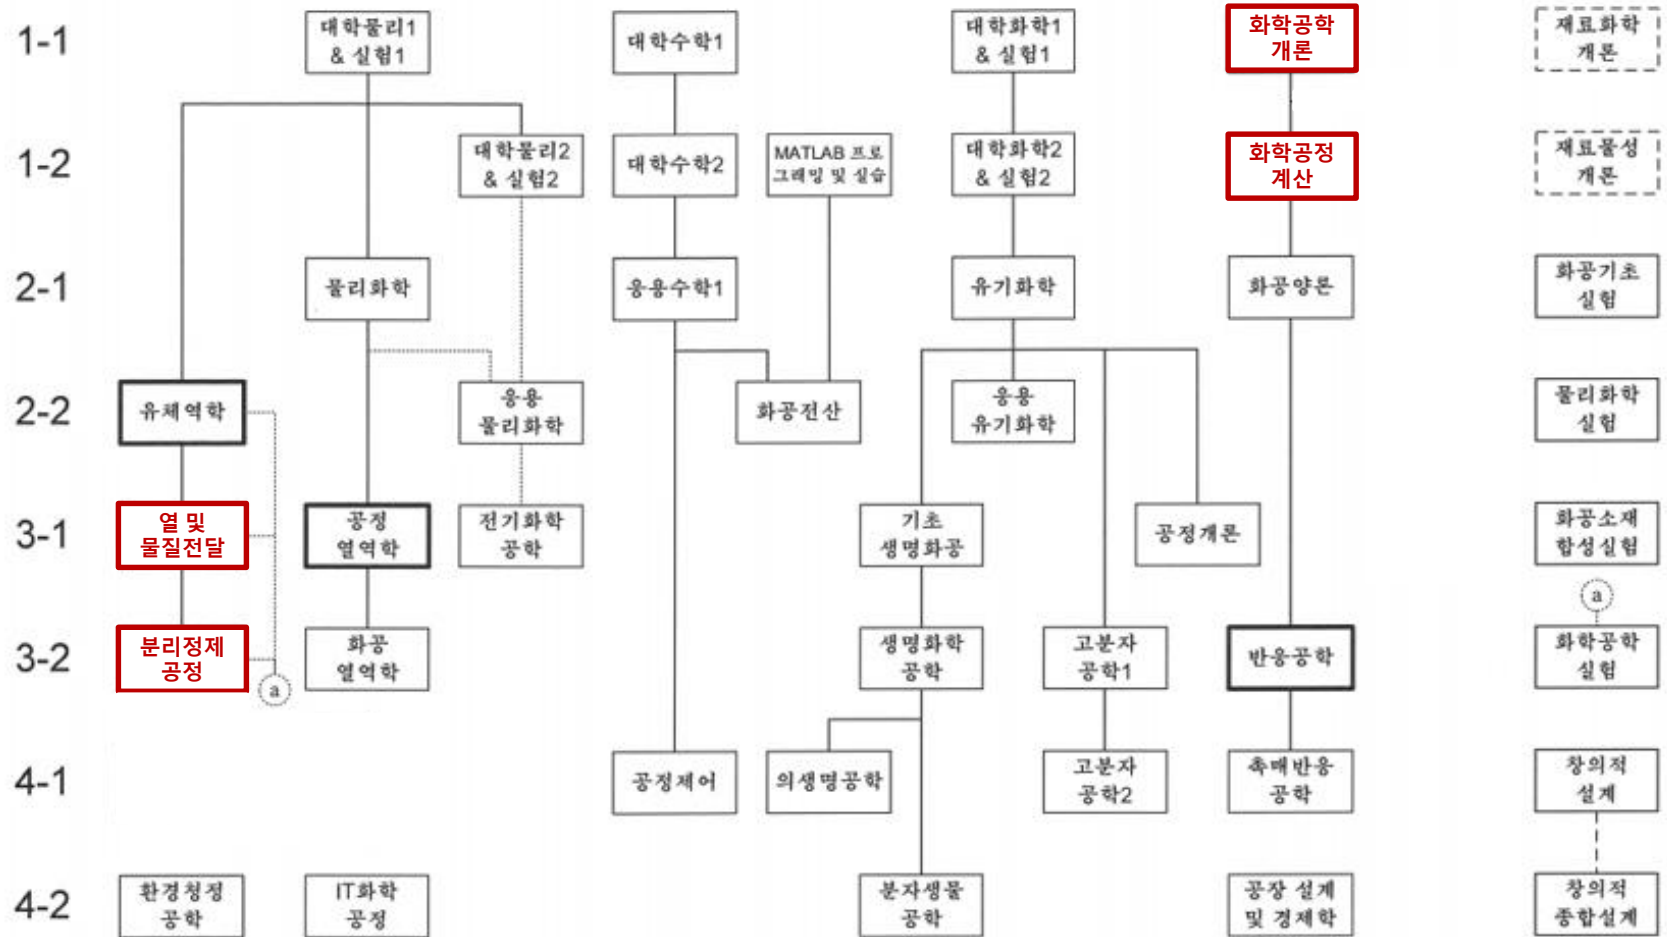 1-1
대학물리1
& 실험1
대학수학1
대학화학1
& 실험1
화학공학
개론
재료화학
개론
1-2
대학물리2
& 실험2
대학수학2
MATLAB 프로
그래밍 및 실습
대학화학2
& 실험2
화학공정
계산
재료물성
개론
2-1
물리화학
응용수학1
유기화학
화공양론
화공기초
실험
2-2
유체역학
응용
물리화학
화공전산
응용
유기화학
물리화학
실험
3-1
열 및
물질전달
공정
열역학
전기화학
공학
기초
생명화공
공정개론
화공소재
합성실험
a
3-2
분리정제
공정
a
화공
열역학
생명화학
공학
고분자
공학1
반응공학
화학공학
실험
4-1
공정제어
의생명공학
고분자
공학2
촉매반응
공학
창의적
설계
4-2
환경청정
공학
IT화학
공정
분자생물
공학
공장 설계
및 경제학
창의적
종합설계